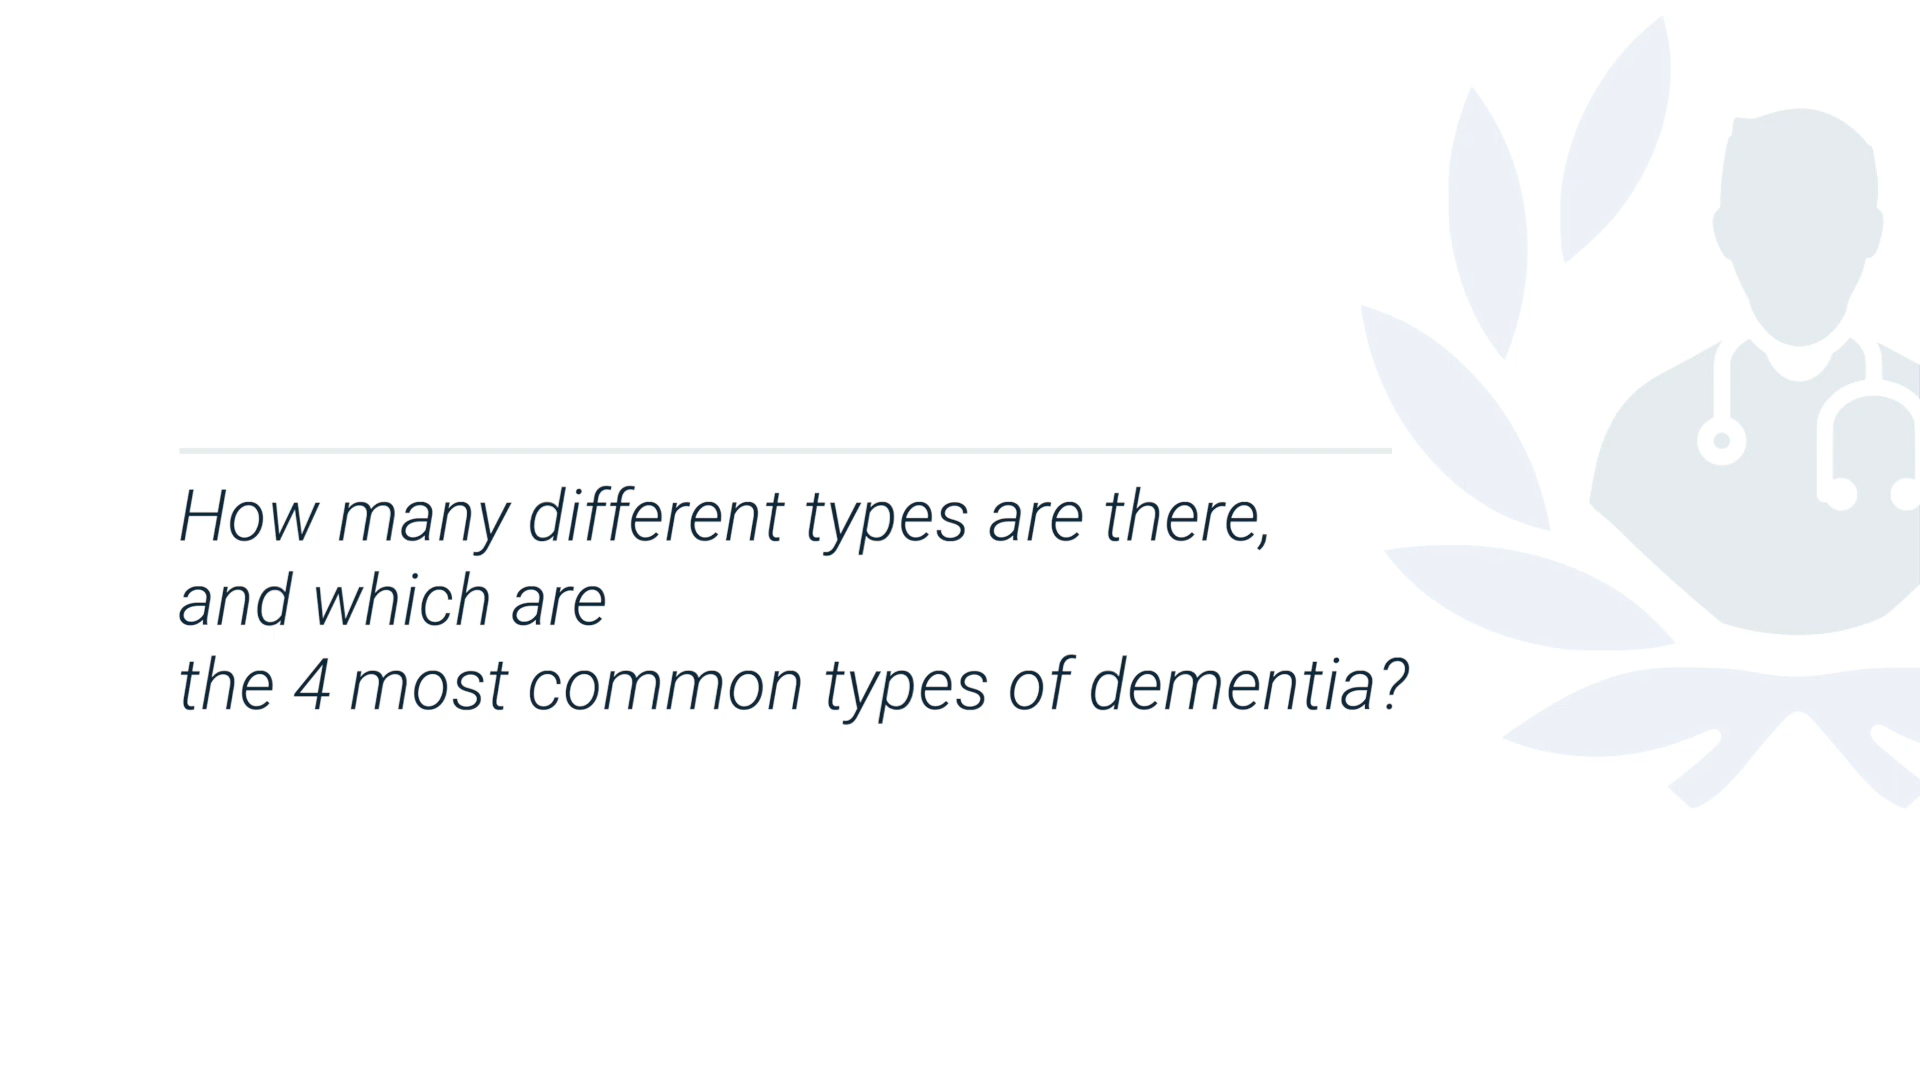 How many different types are there,
and which are
the 4 most common types of dementia?